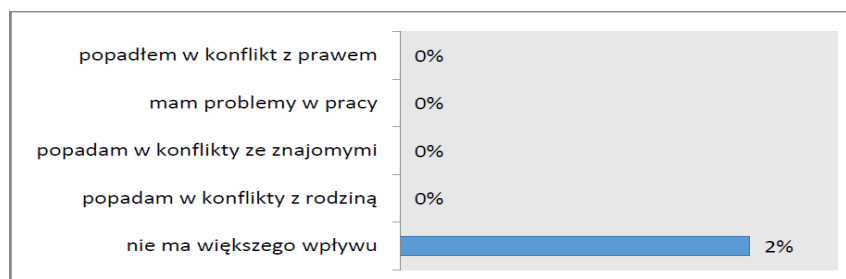 popadłem w konflikt z prawem 0%
mam problemy w pracy 0%
popadam w konflikty ze znajomymi 0%
popadam w konflikty z rodziną 0%
nie ma większego wpływu 2%